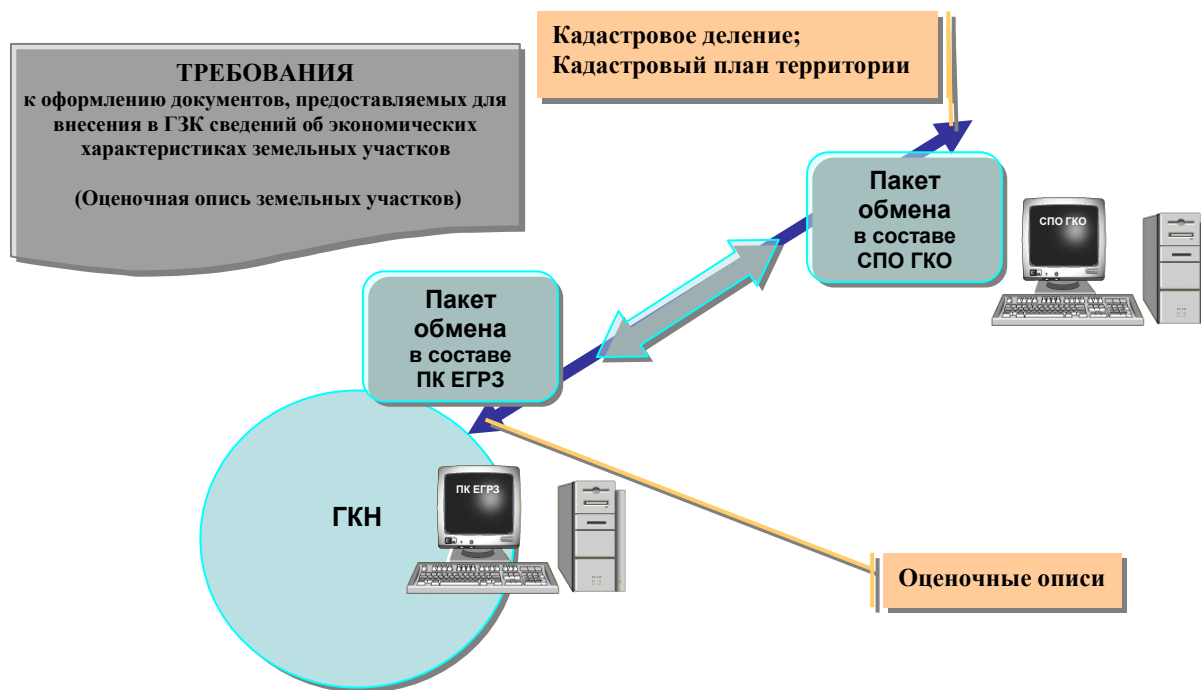 ТРЕБОВАНИЯ
к оформлению документов, предоставляемых для
внесения в ГЗК сведений об экономических
характеристиках земельных участков
(Оценочная опись земельных участков)
Кадастровое деление;
Кадастровый план территории
Пакет
обмена
в составе
СПО ГКО
СПО ГКО
Пакет
обмена
в составе
ПК ЕГРЗ
ГКН
ПК ЕГРЗ
Оценочные описи